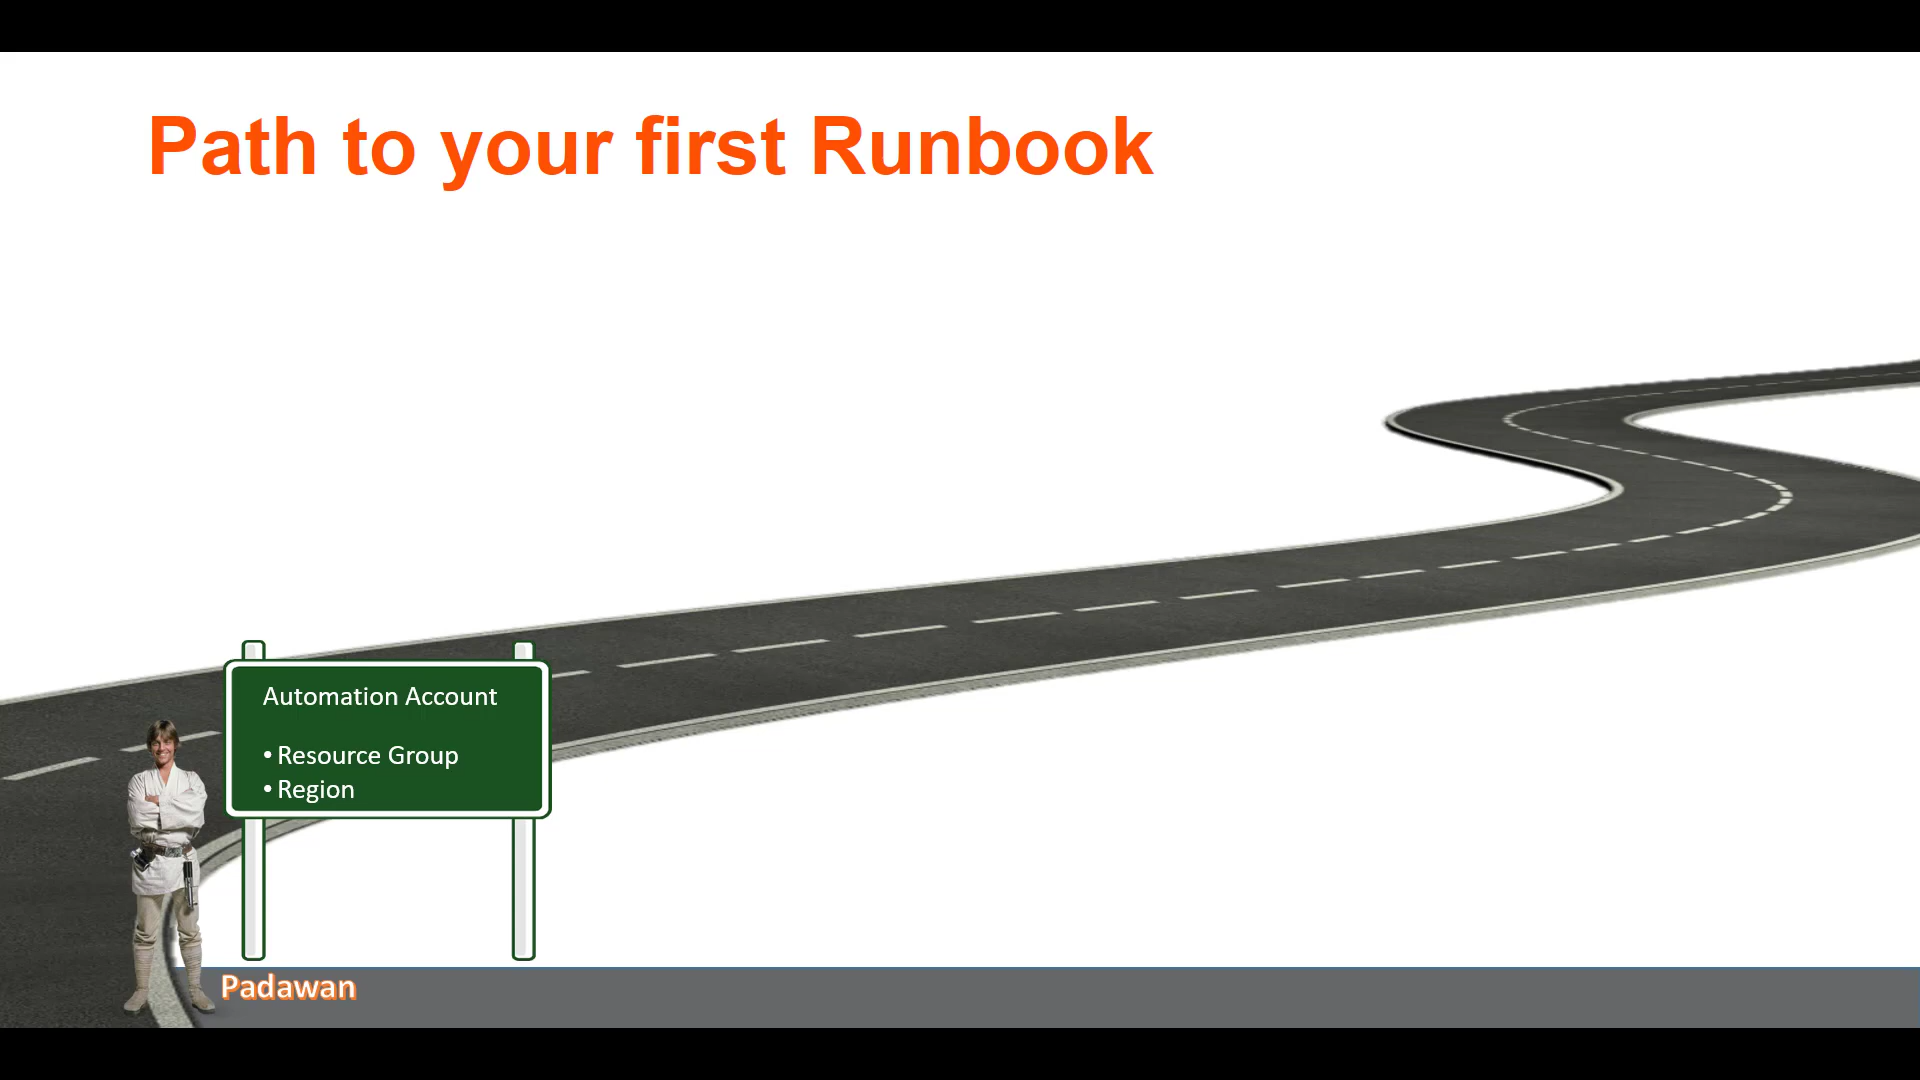 Path to your first Runbook
Automation Account
• Resource Group
• Region
Padawan